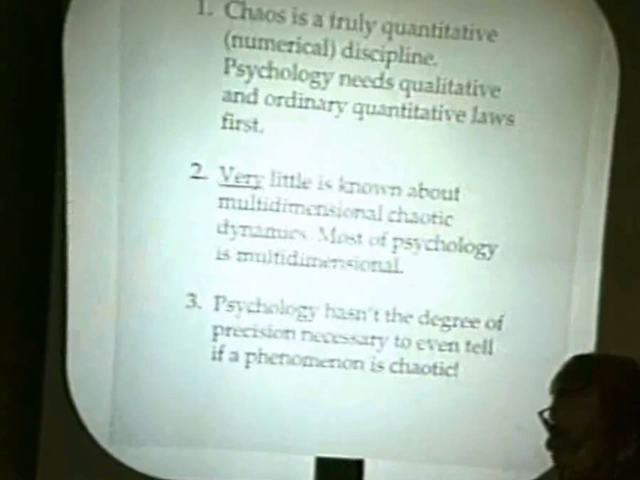 1. Chaos is a truly quantitative
(numerical) discipline.
Psychology needs qualitative
and ordinary quantitative laws
first.
2. Very little is known about
multidimensional chaotic
dynamics. Most of psychology
is multidimensional.
3. Psychology hasn't the degree of
precision necessary to even tell
if a phenomenon is chaotic!